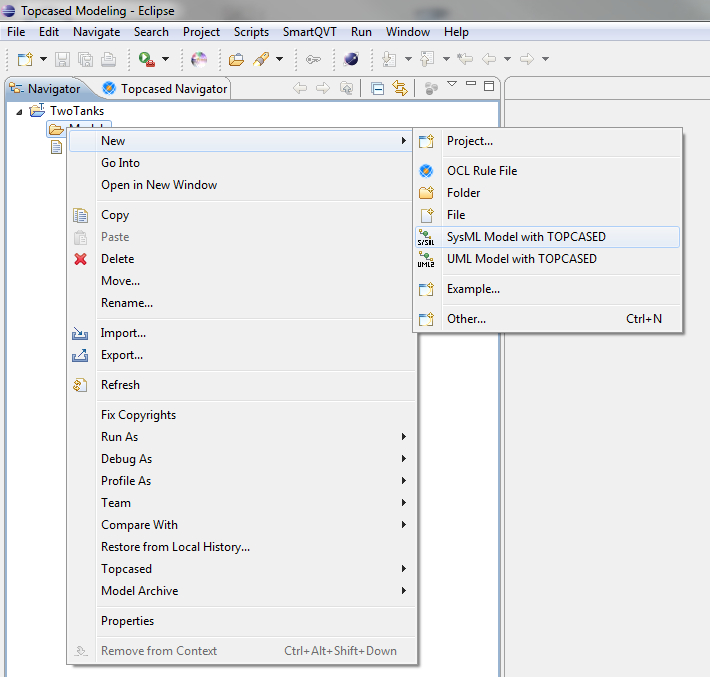 Topcased Modeling - Eclipse
File Edit Navigate Search Project Scripts SmartQVT Run Window Help
Navigator Topcased Navigator
TwoTanks
New
Go Into
Open in New Window
Copy
Paste
Delete
Move...
Rename...
Import...
Export...
Refresh
Fix Copyrights
Run As
Debug As
Profile As
Team
Compare With
Restore from Local History...
Topcased
Model Archive
Properties
Remove from Context Ctrl+Alt+Shift+Down
Project...
OCL Rule File
Folder
File
SysML Model with TOPCASED
UML Model with TOPCASED
Example...
Other... Ctrl+N